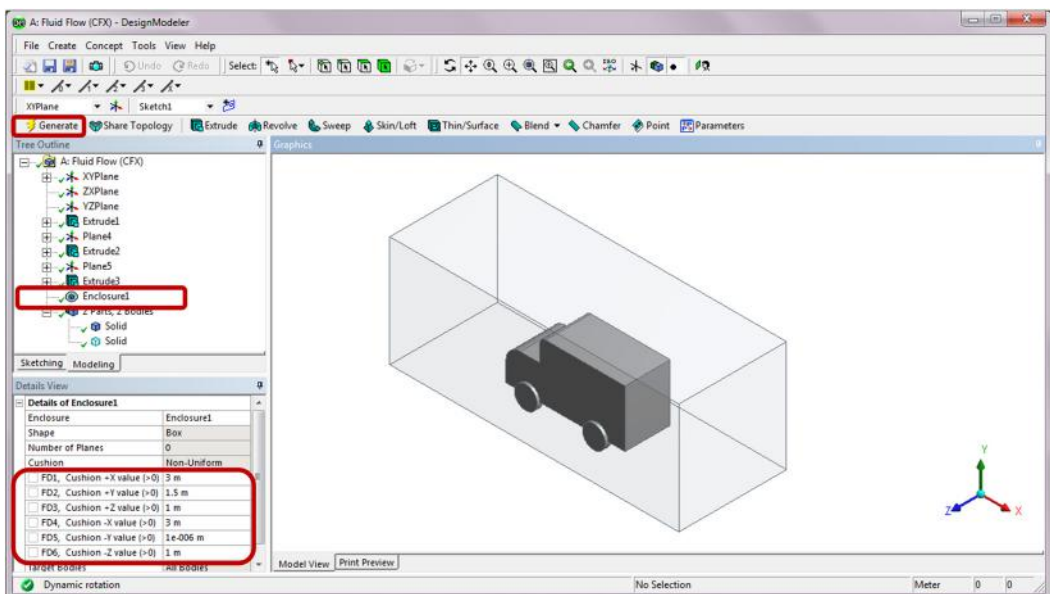 A: Fluid Flow (CFX) - DesignModeler
File Create Concept Tools View Help
Undo Redo Select:
XYPlane Sketch1
Generate Share Topology Extrude Revolve Sweep Skin/Loft Thin/Surface Blend Chamfer Point Parameters
Tree Outline
Graphics
A: Fluid Flow (CFX)
XYPlane
ZXPlane
YZPlane
Extrude1
Plane4
Extrude2
Plane5
Extrude3
Enclosure1
2 Parts, 2 Bodies
Solid
Solid
Sketching Modeling
Details View
Details of Enclosure1
Enclosure Enclosure1
Shape Box
Number of Planes 0
Cushion Non-Uniform
FD1, Cushion +X value (>0) 3 m
FD2, Cushion +Y value (>0) 1.5 m
FD3, Cushion +Z value (>0) 1 m
FD4, Cushion -X value (>0) 3 m
FD5, Cushion -Y value (>0) 1e-006 m
FD6, Cushion -Z value (>0) 1 m
Target Bodies All Bodies
Y
Z
X
Model View Print Preview
Dynamic rotation No Selection Meter 0 0